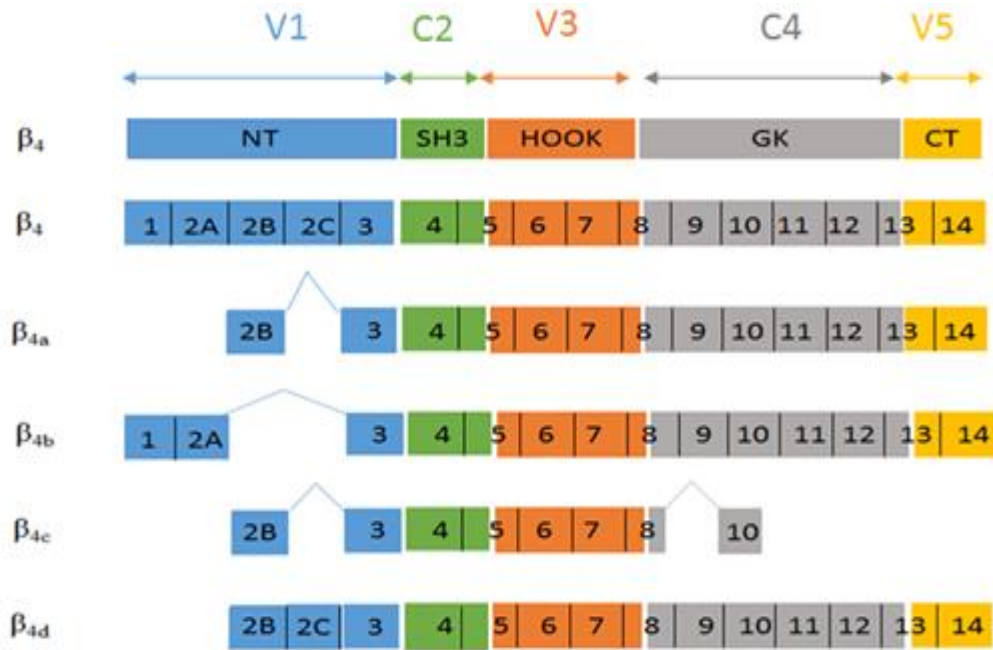 V1 C2 V3 C4 V5
β4 NT SH3 HOOK GK CT
β4 1 2A 2B 2C 3 4 5 6 7 8 9 10 11 12 13 14
β4a 2B 3 4 5 6 7 8 9 10 11 12 13 14
β4b 1 2A 3 4 5 6 7 8 9 10 11 12 13 14
β4c 2B 3 4 5 6 7 8 10
β4d 2B 2C 3 4 5 6 7 8 9 10 11 12 13 14